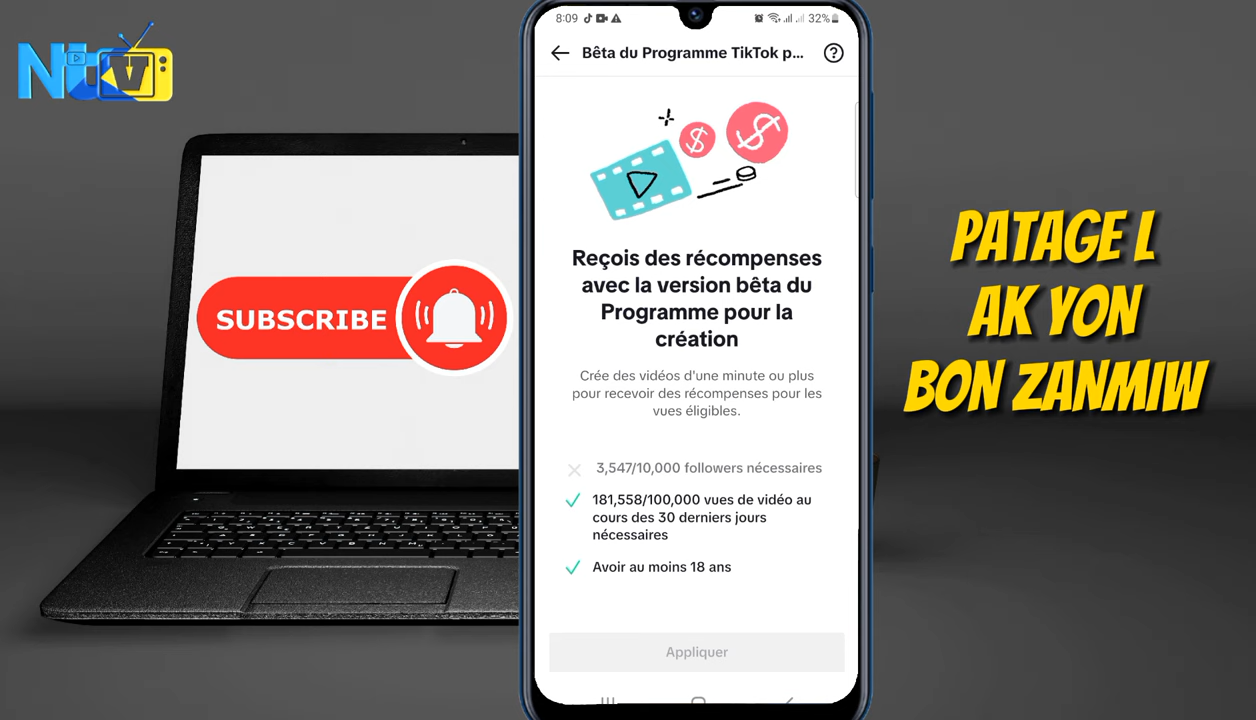 NTV
SUBSCRIBE
8:09
32%
Bêta du Programme TikTok p...
Reçois des récompenses
avec la version bêta du
Programme pour la
création
Crée des vidéos d'une minute ou plus
pour recevoir des récompenses pour les
vues éligibles.
3,547/10,000 followers nécessaires
181,558/100,000 vues de vidéo au
cours des 30 derniers jours
nécessaires
Avoir au moins 18 ans
Appliquer
PATAGE L
AK YON
BON ZANMIW